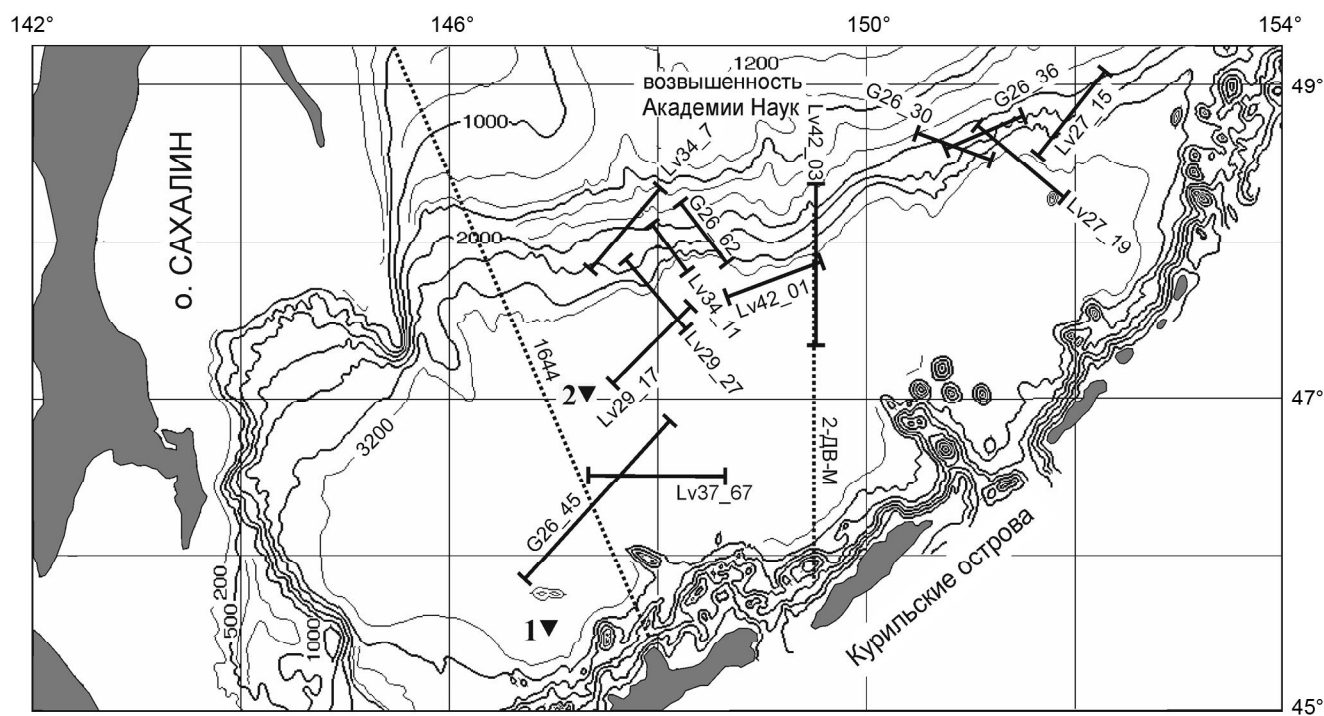 142° 146° 150° 154°
1200
возвышенность
Академии Наук
49°
G26_30
G26_36
Lv27_15
1000
Lv34_7
Lv42_03
о. САХАЛИН
G26_62
Lv27_19
2000
Lv34_11
Lv42_01
Lv29_27
1644
2
Lv29_17
47°
3200
2-ДВ-М
Lv37_67
G26_45
Курильские острова
200
500
1000
1
45°